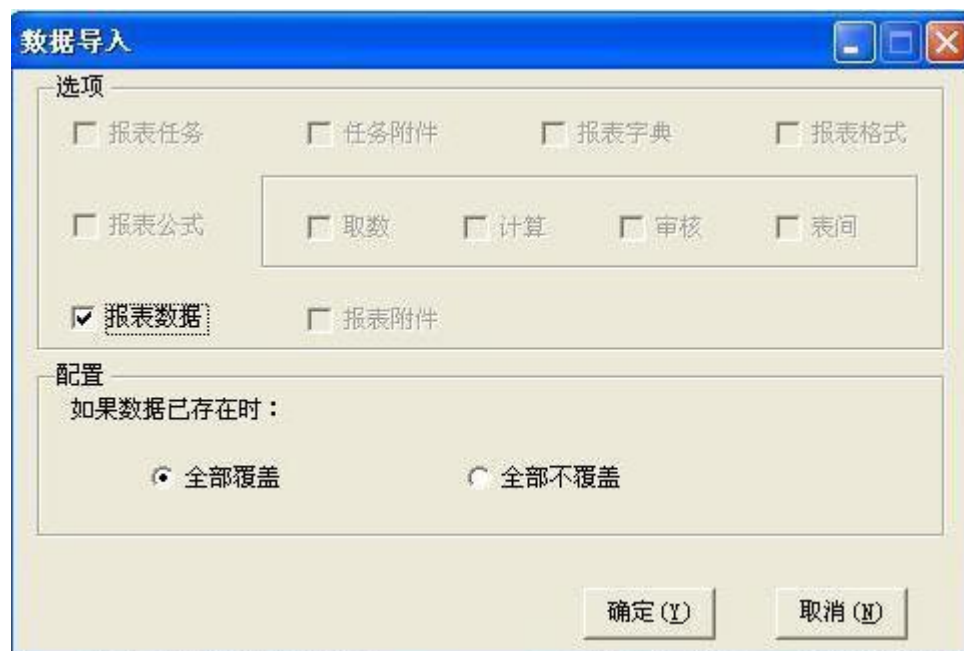 数据导入
选项
报表任务 任务附件 报表字典 报表格式
报表公式 取数 计算 审核 表间
报表数据 报表附件
配置
如果数据已存在时：
全部覆盖 全部不覆盖
确定(Y) 取消(N)